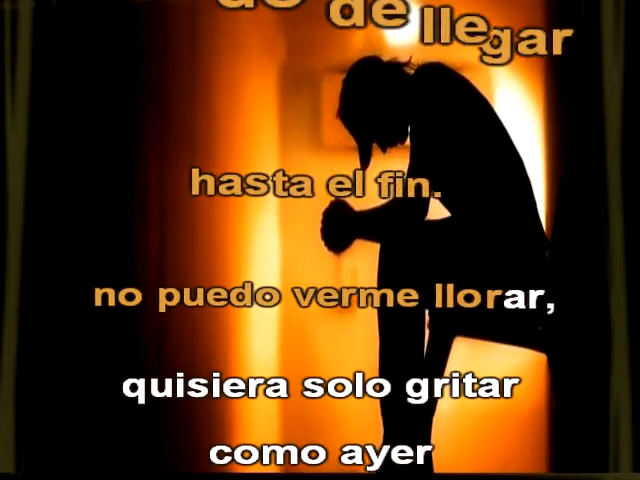 de llegar
hasta el fin.
no puedo verme llorar,
quisiera solo gritar
como ayer